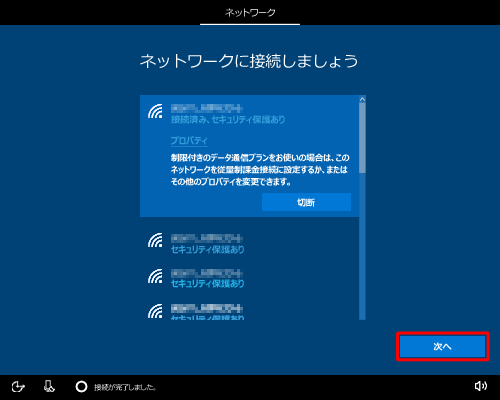 ネットワーク
ネットワークに接続しましょう
接続済み、セキュリティ保護あり
プロパティ
制限付きのデータ通信プランをお使いの場合は、この
ネットワークを従量制課金接続に設定するか、または
その他のプロパティを変更できます。
切断
セキュリティ保護あり
セキュリティ保護あり
セキュリティ保護あり
次へ
接続が完了しました。